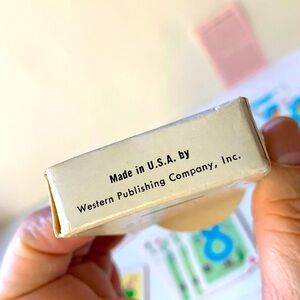 Made in U.S.A. by
Western Publishing Company, Inc.